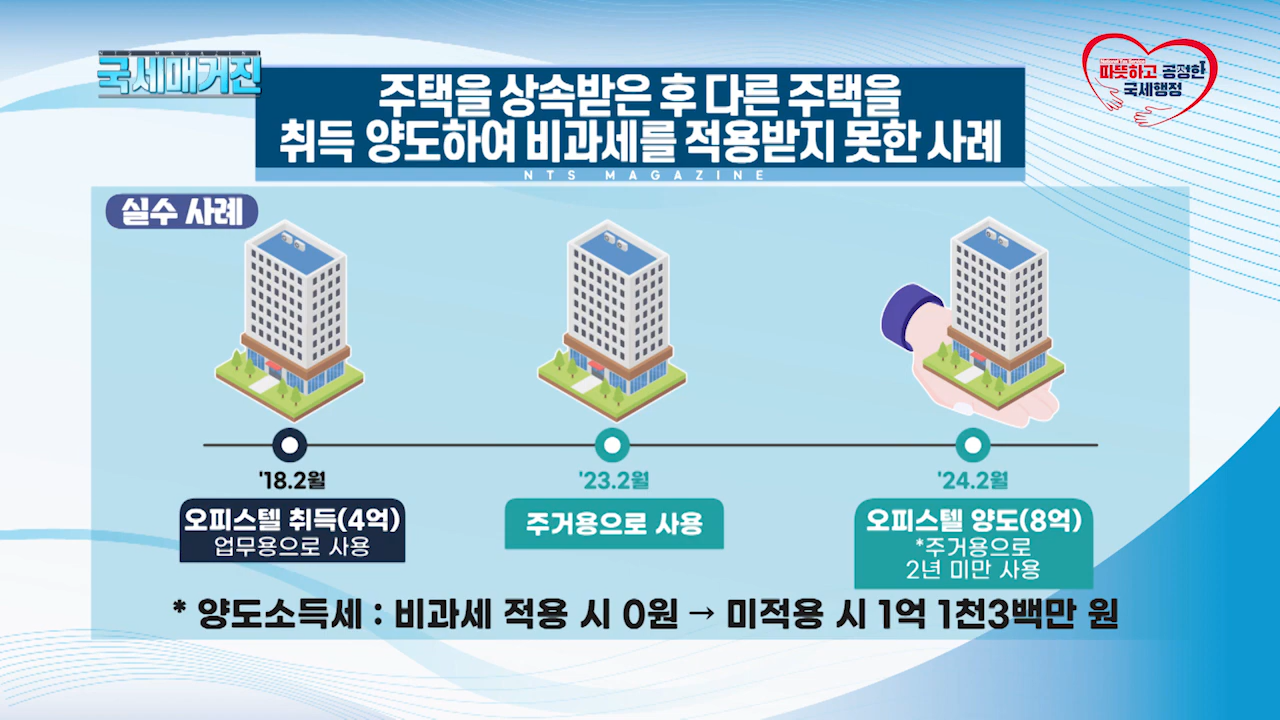 NTS MAGAZINE
국세매거진
따뜻하고 공정한
국세행정
주택을 상속받은 후 다른 주택을
취득 양도하여 비과세를 적용받지 못한 사례
NTS MAGAZINE
실수 사례
'18.2월
오피스텔 취득(4억)
업무용으로 사용
'23.2월
주거용으로 사용
'24.2월
오피스텔 양도(8억)
*주거용으로
2년 미만 사용
* 양도소득세 : 비과세 적용 시 0원 → 미적용 시 1억 1천3백만 원